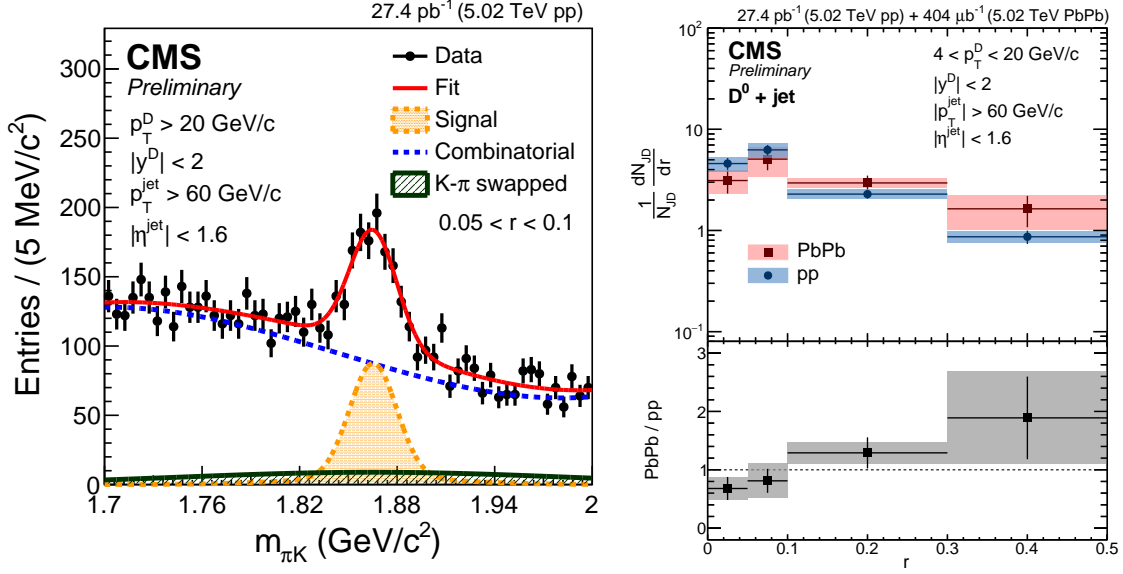 27.4 pb⁻¹ (5.02 TeV pp)
CMS
Preliminary
p_T^D > 20 GeV/c
|y^D| < 2
p_T^jet > 60 GeV/c
|η^jet| < 1.6
Data
Fit
Signal
Combinatorial
K-π swapped
0.05 < r < 0.1
Entries / (5 MeV/c²)
300
250
200
150
100
50
0
1.7 1.76 1.82 1.88 1.94 2
m_πK (GeV/c²)
27.4 pb⁻¹ (5.02 TeV pp) + 404 μb⁻¹ (5.02 TeV PbPb)
CMS
Preliminary
D⁰ + jet
4 < p_T^D < 20 GeV/c
|y^D| < 2
|p_T^jet| > 60 GeV/c
|η^jet| < 1.6
1/N_JD dN_JD/dr
10²
10
1
10⁻¹
PbPb
pp
PbPb / pp
3
2
1
0
0 0.1 0.2 0.3 0.4 0.5
r